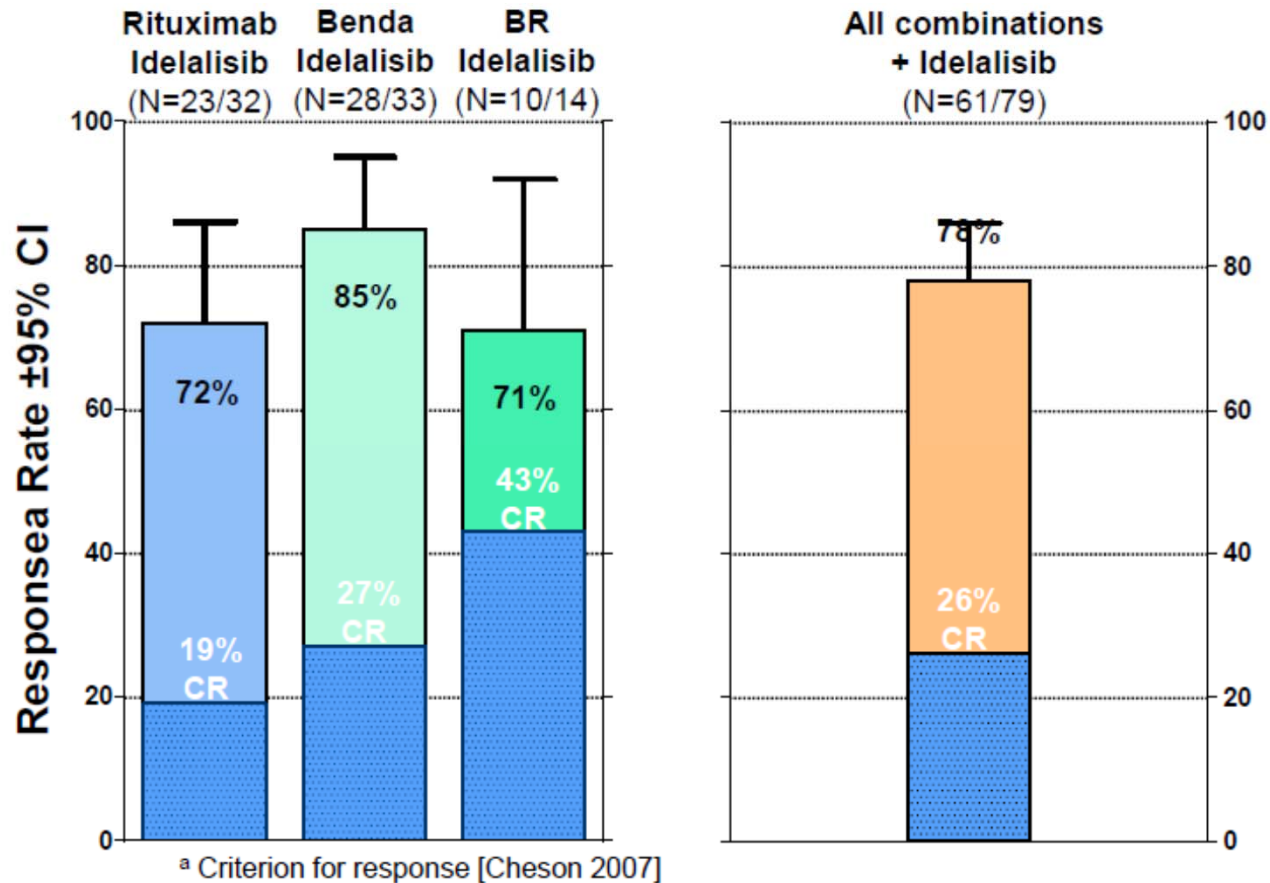 Rituximab
Idelalisib
(N=23/32)
Benda
Idelalisib
(N=28/33)
BR
Idelalisib
(N=10/14)
All combinations
+ Idelalisib
(N=61/79)
Responsea Rate ±95% CI
100
80
60
40
20
0
72%
19%
CR
85%
27%
CR
71%
43%
CR
78%
26%
CR
100
80
60
40
20
0
ᵃ Criterion for response [Cheson 2007]